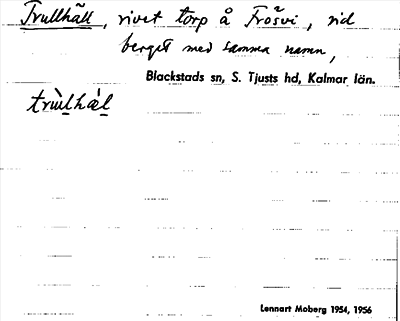 Trullhäll, rivet torp å Frösvi, vid
berget med samma namn,
Blackstads sn, S. Tjusts hd, Kalmar län.
trùlhæ̀l
Lennart Moberg 1954, 1956